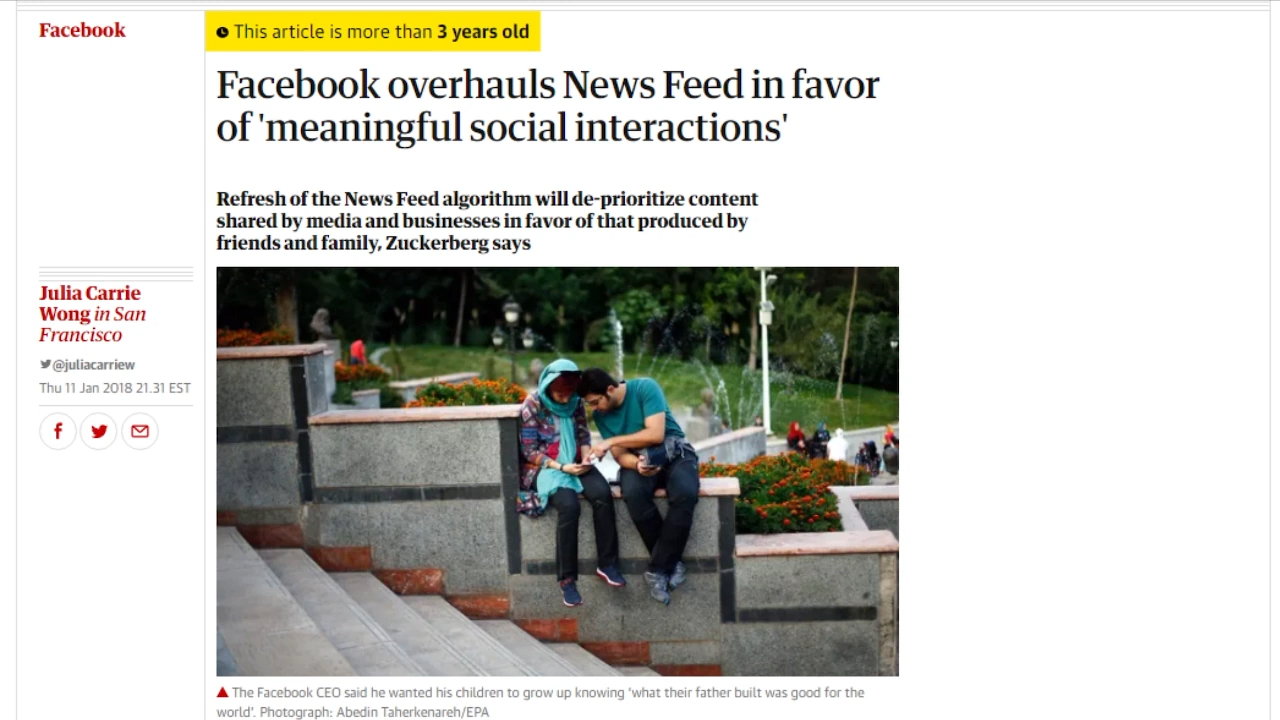 Facebook
This article is more than 3 years old
Facebook overhauls News Feed in favor
of 'meaningful social interactions'
Refresh of the News Feed algorithm will de-prioritize content
shared by media and businesses in favor of that produced by
friends and family, Zuckerberg says
Julia Carrie
Wong in San
Francisco
@juliacarriew
Thu 11 Jan 2018 21.31 EST
The Facebook CEO said he wanted his children to grow up knowing 'what their father built was good for the
world'. Photograph: Abedin Taherkenareh/EPA